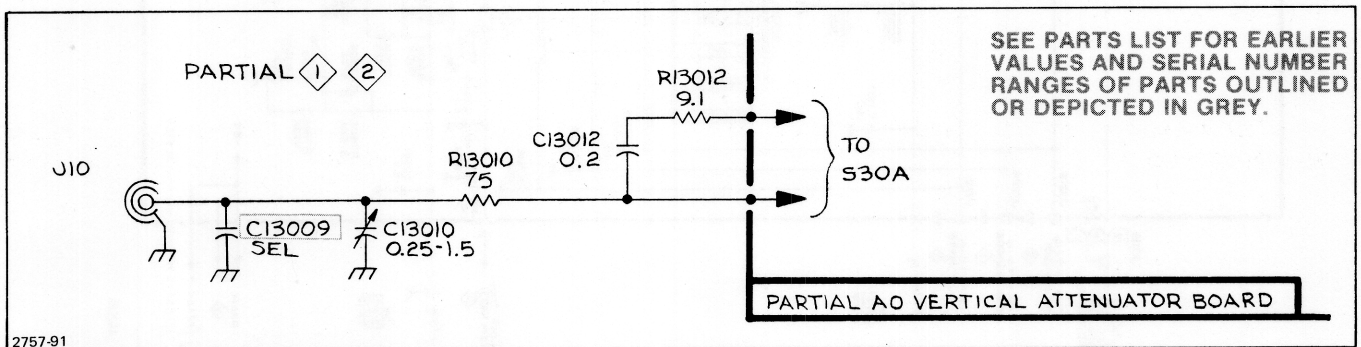 PARTIAL 1 2
SEE PARTS LIST FOR EARLIER
VALUES AND SERIAL NUMBER
RANGES OF PARTS OUTLINED
OR DEPICTED IN GREY.
R13012
9.1
C13012
0.2
TO
S30A
J10
R13010
75
C13009
SEL
C13010
0.25-1.5
PARTIAL AO VERTICAL ATTENUATOR BOARD
2757-91